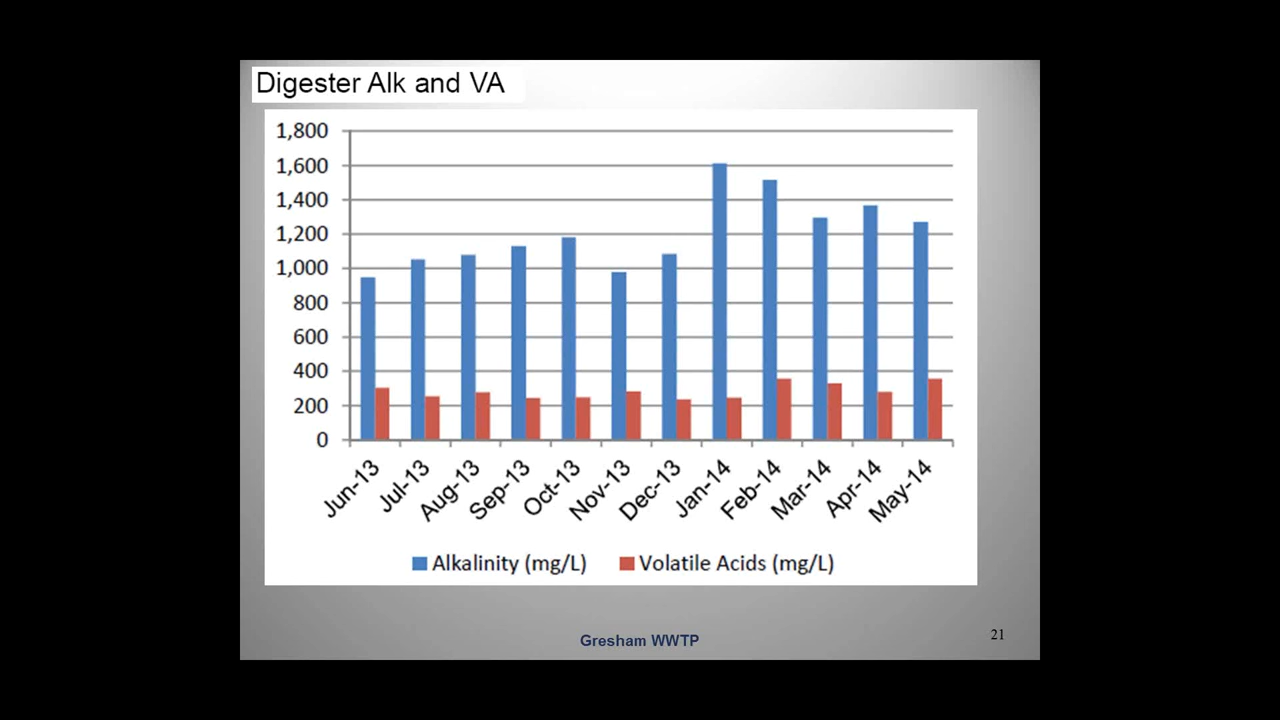 Digester Alk and VA
1,800
1,600
1,400
1,200
1,000
800
600
400
200
0
Jun-13
Jul-13
Aug-13
Sep-13
Oct-13
Nov-13
Dec-13
Jan-14
Feb-14
Mar-14
Apr-14
May-14
Alkalinity (mg/L) Volatile Acids (mg/L)
Gresham WWTP
21